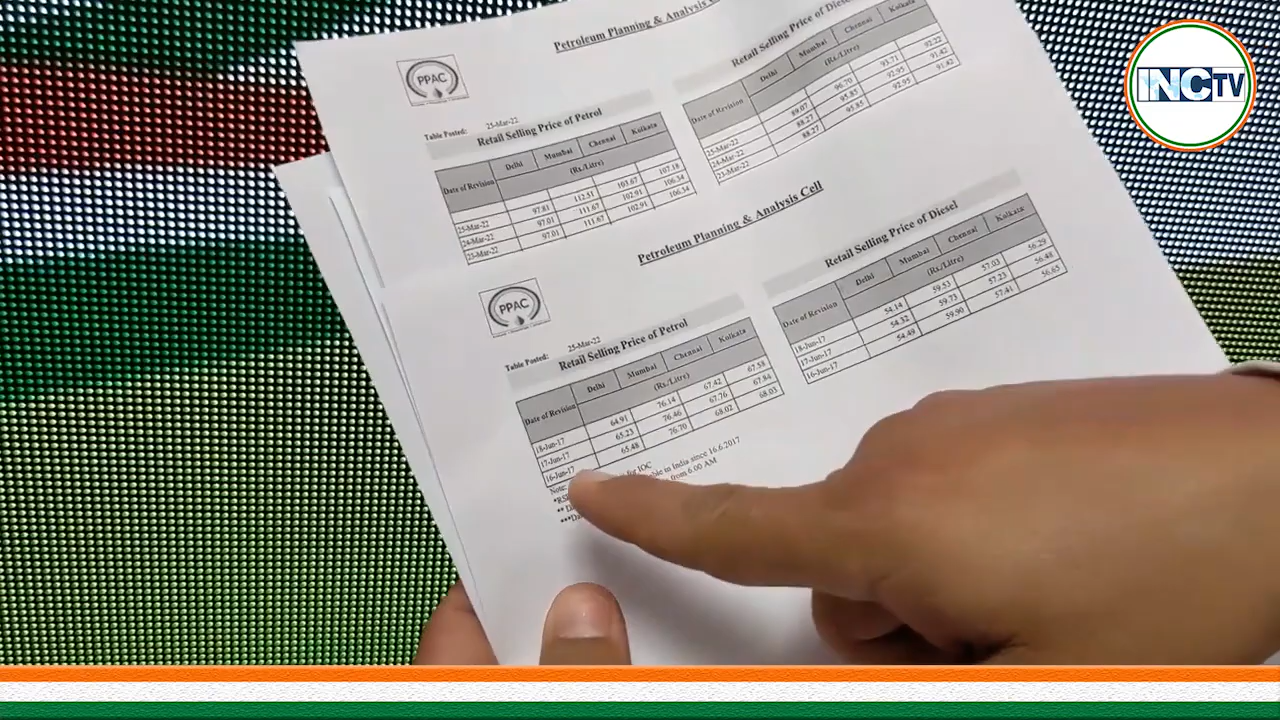 INCTV
Petroleum Planning & Analysis
PPAC
Table Posted: 25-Mar-22
Retail Selling Price of Petrol
Date of Revision Delhi Mumbai Chennai Kolkata
(Rs./Litre)
25-Mar-22 97.81 112.51 103.67 107.18
24-Mar-22 97.01 111.67 102.91 106.34
23-Mar-22 97.01 111.67 102.91 106.34
Retail Selling Price of Diesel
Date of Revision Delhi Mumbai Chennai Kolkata
(Rs./Litre)
25-Mar-22 89.07 96.70 93.71 92.22
24-Mar-22 88.27 95.85 92.95 91.42
23-Mar-22 88.27 95.85 92.95 91.42
Petroleum Planning & Analysis Cell
PPAC
Table Posted: 25-Mar-22
Retail Selling Price of Petrol
Date of Revision Delhi Mumbai Chennai Kolkata
(Rs./Litre)
18-Jun-17 64.91 76.14 67.42 67.58
17-Jun-17 65.23 76.46 67.76 67.84
16-Jun-17 65.48 76.70 68.02 68.03
Retail Selling Price of Diesel
Date of Revision Delhi Mumbai Chennai Kolkata
(Rs./Litre)
18-Jun-17 54.14 59.53 57.03 56.29
17-Jun-17 54.32 59.73 57.23 56.48
16-Jun-17 54.49 59.90 57.41 56.65
Note:
for IOC
in India since 16.6.2017
from 6.00 AM